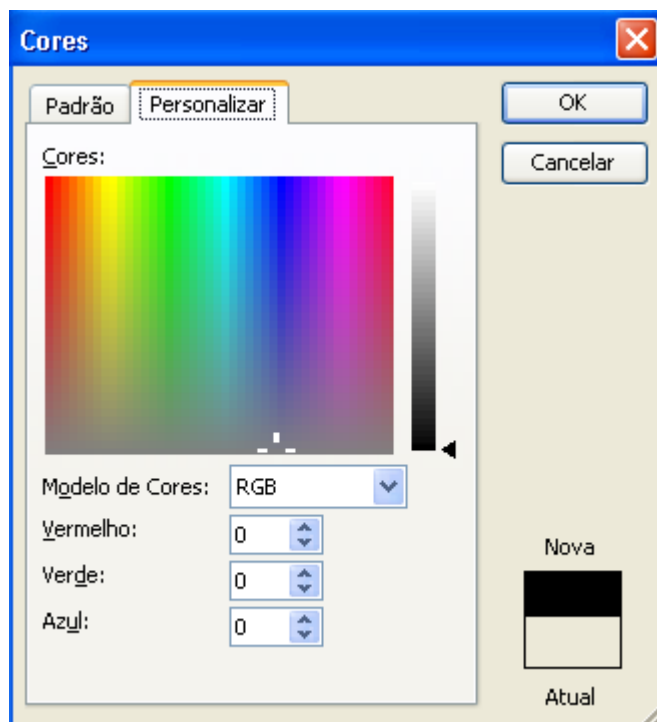 Cores
Padrão
Personalizar
OK
Cancelar
Cores:
Modelo de Cores:
RGB
Vermelho:
0
Verde:
0
Azul:
0
Nova
Atual